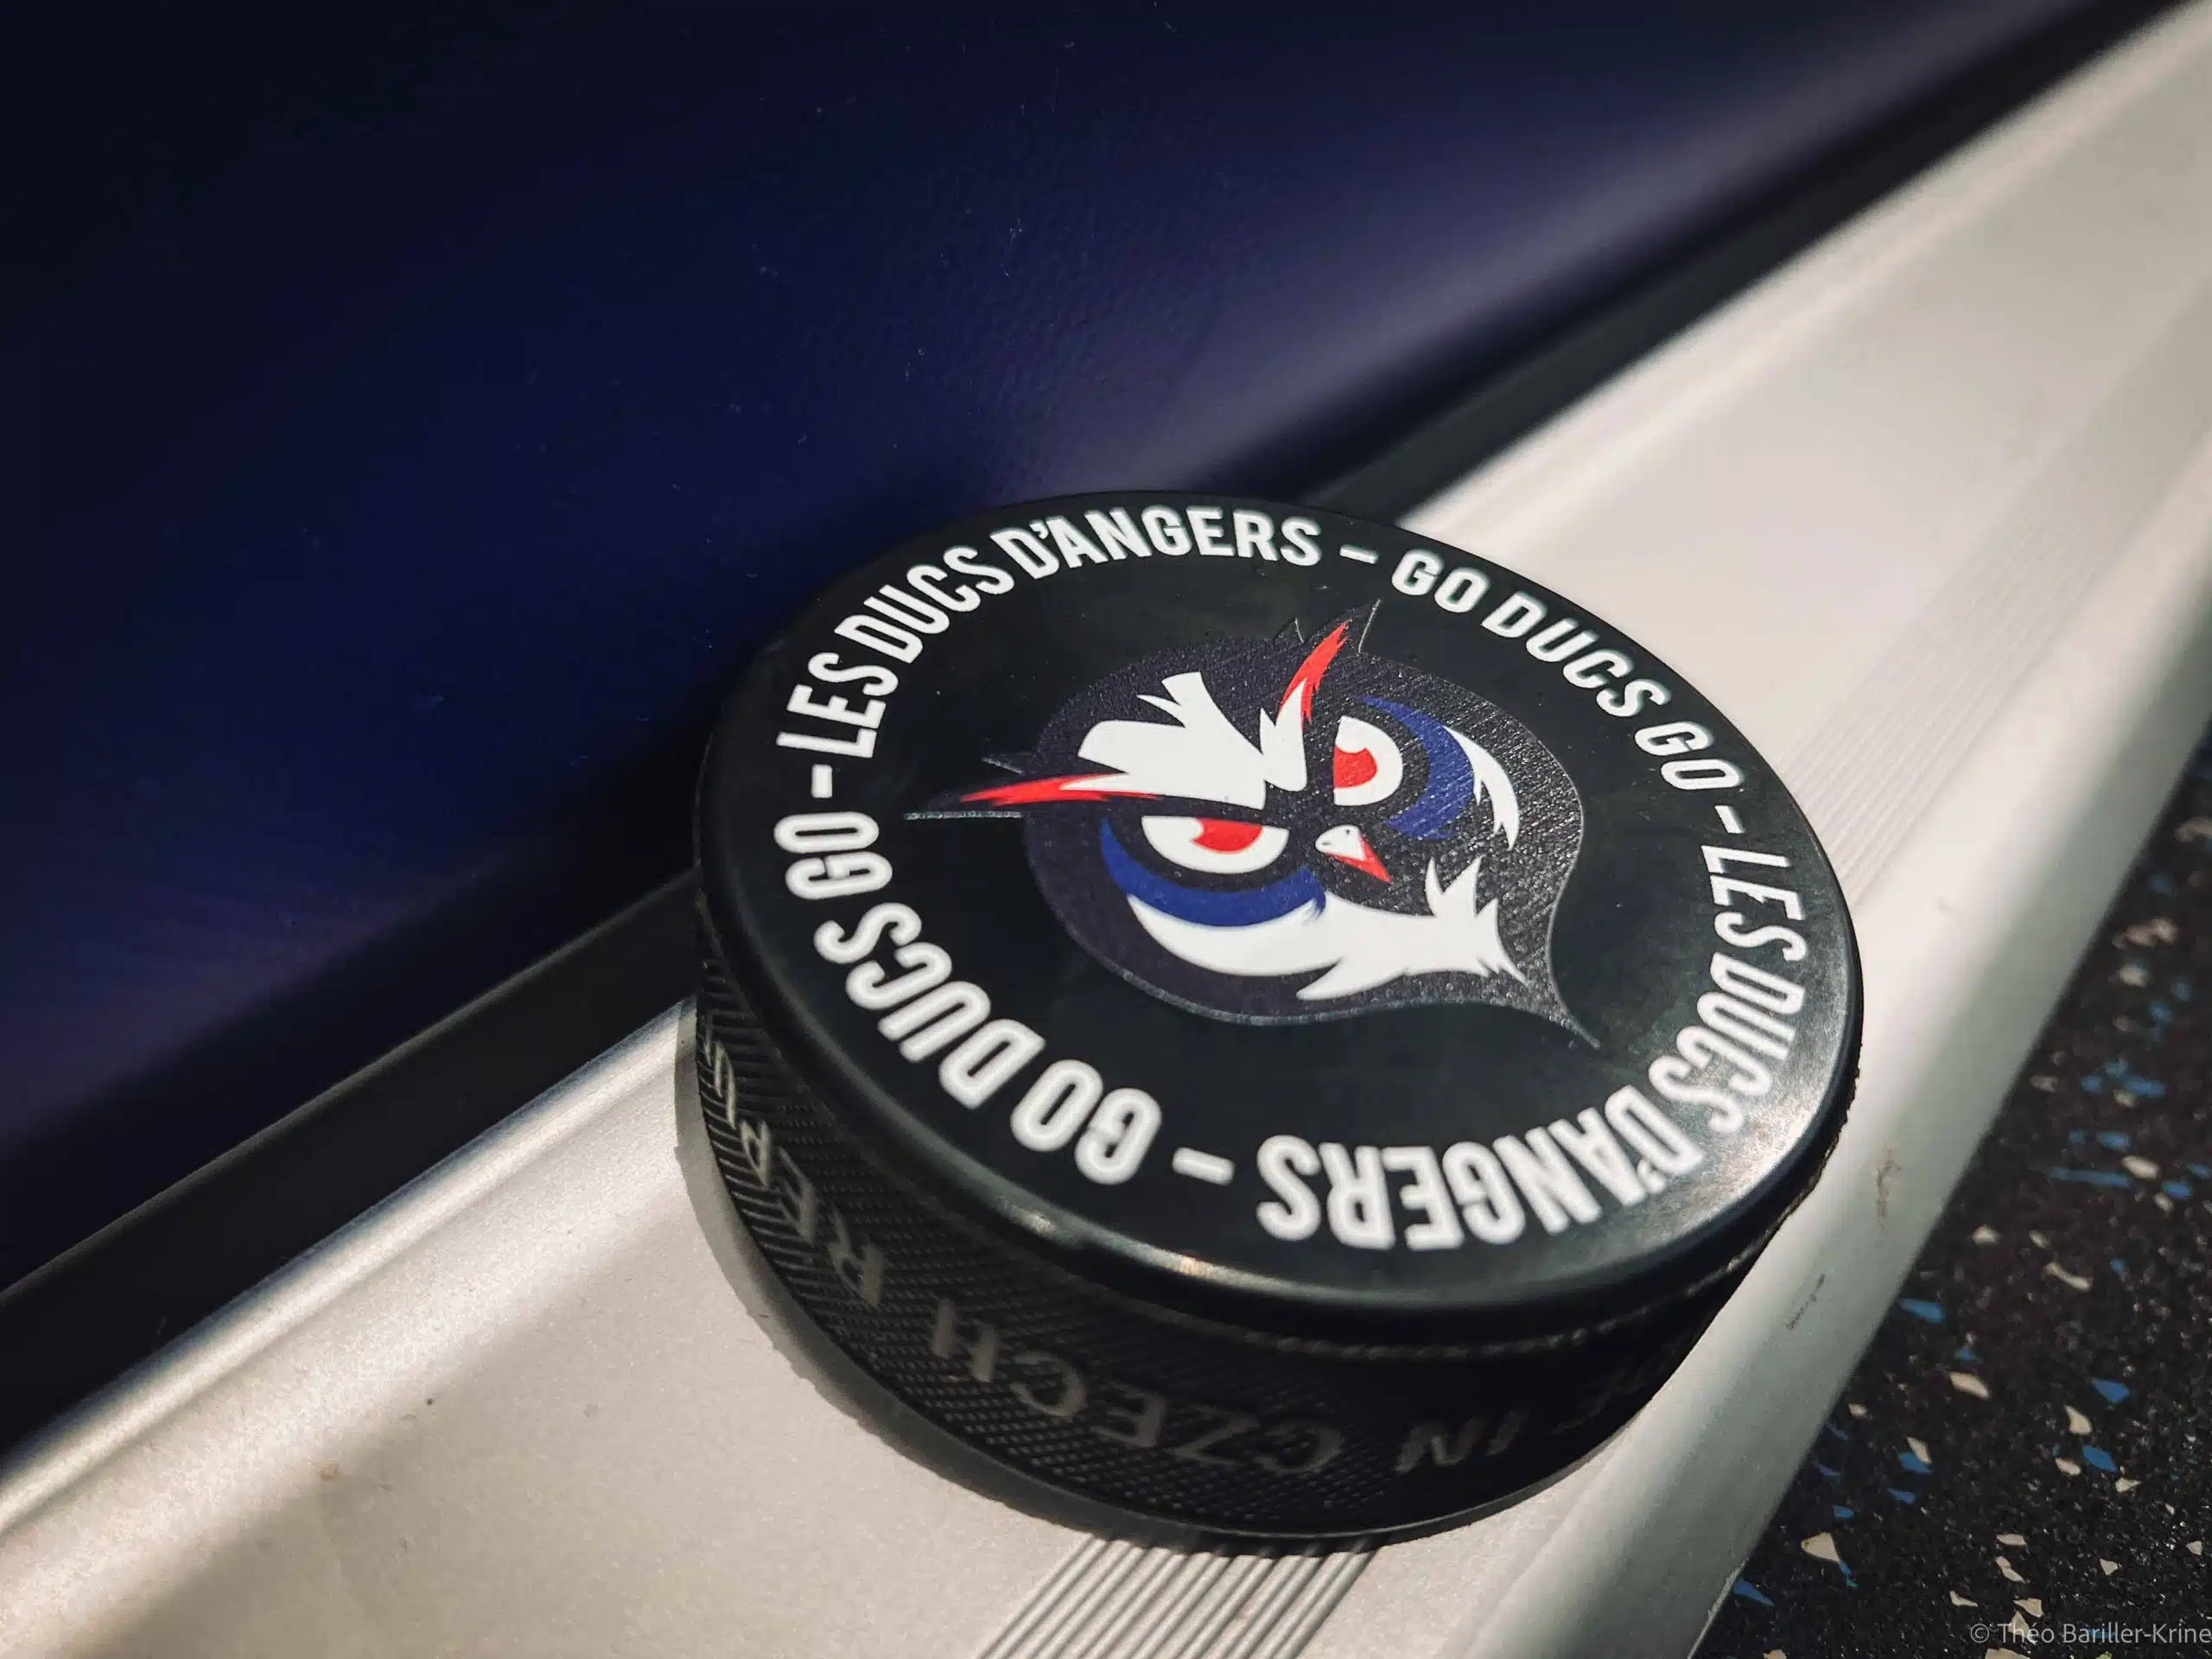 LES DUCS D'ANGERS - GO DUCS GO - LES DUCS D'ANGERS - GO DUCS GO -
IN CZECH REP
© Théo Bariller-Krine